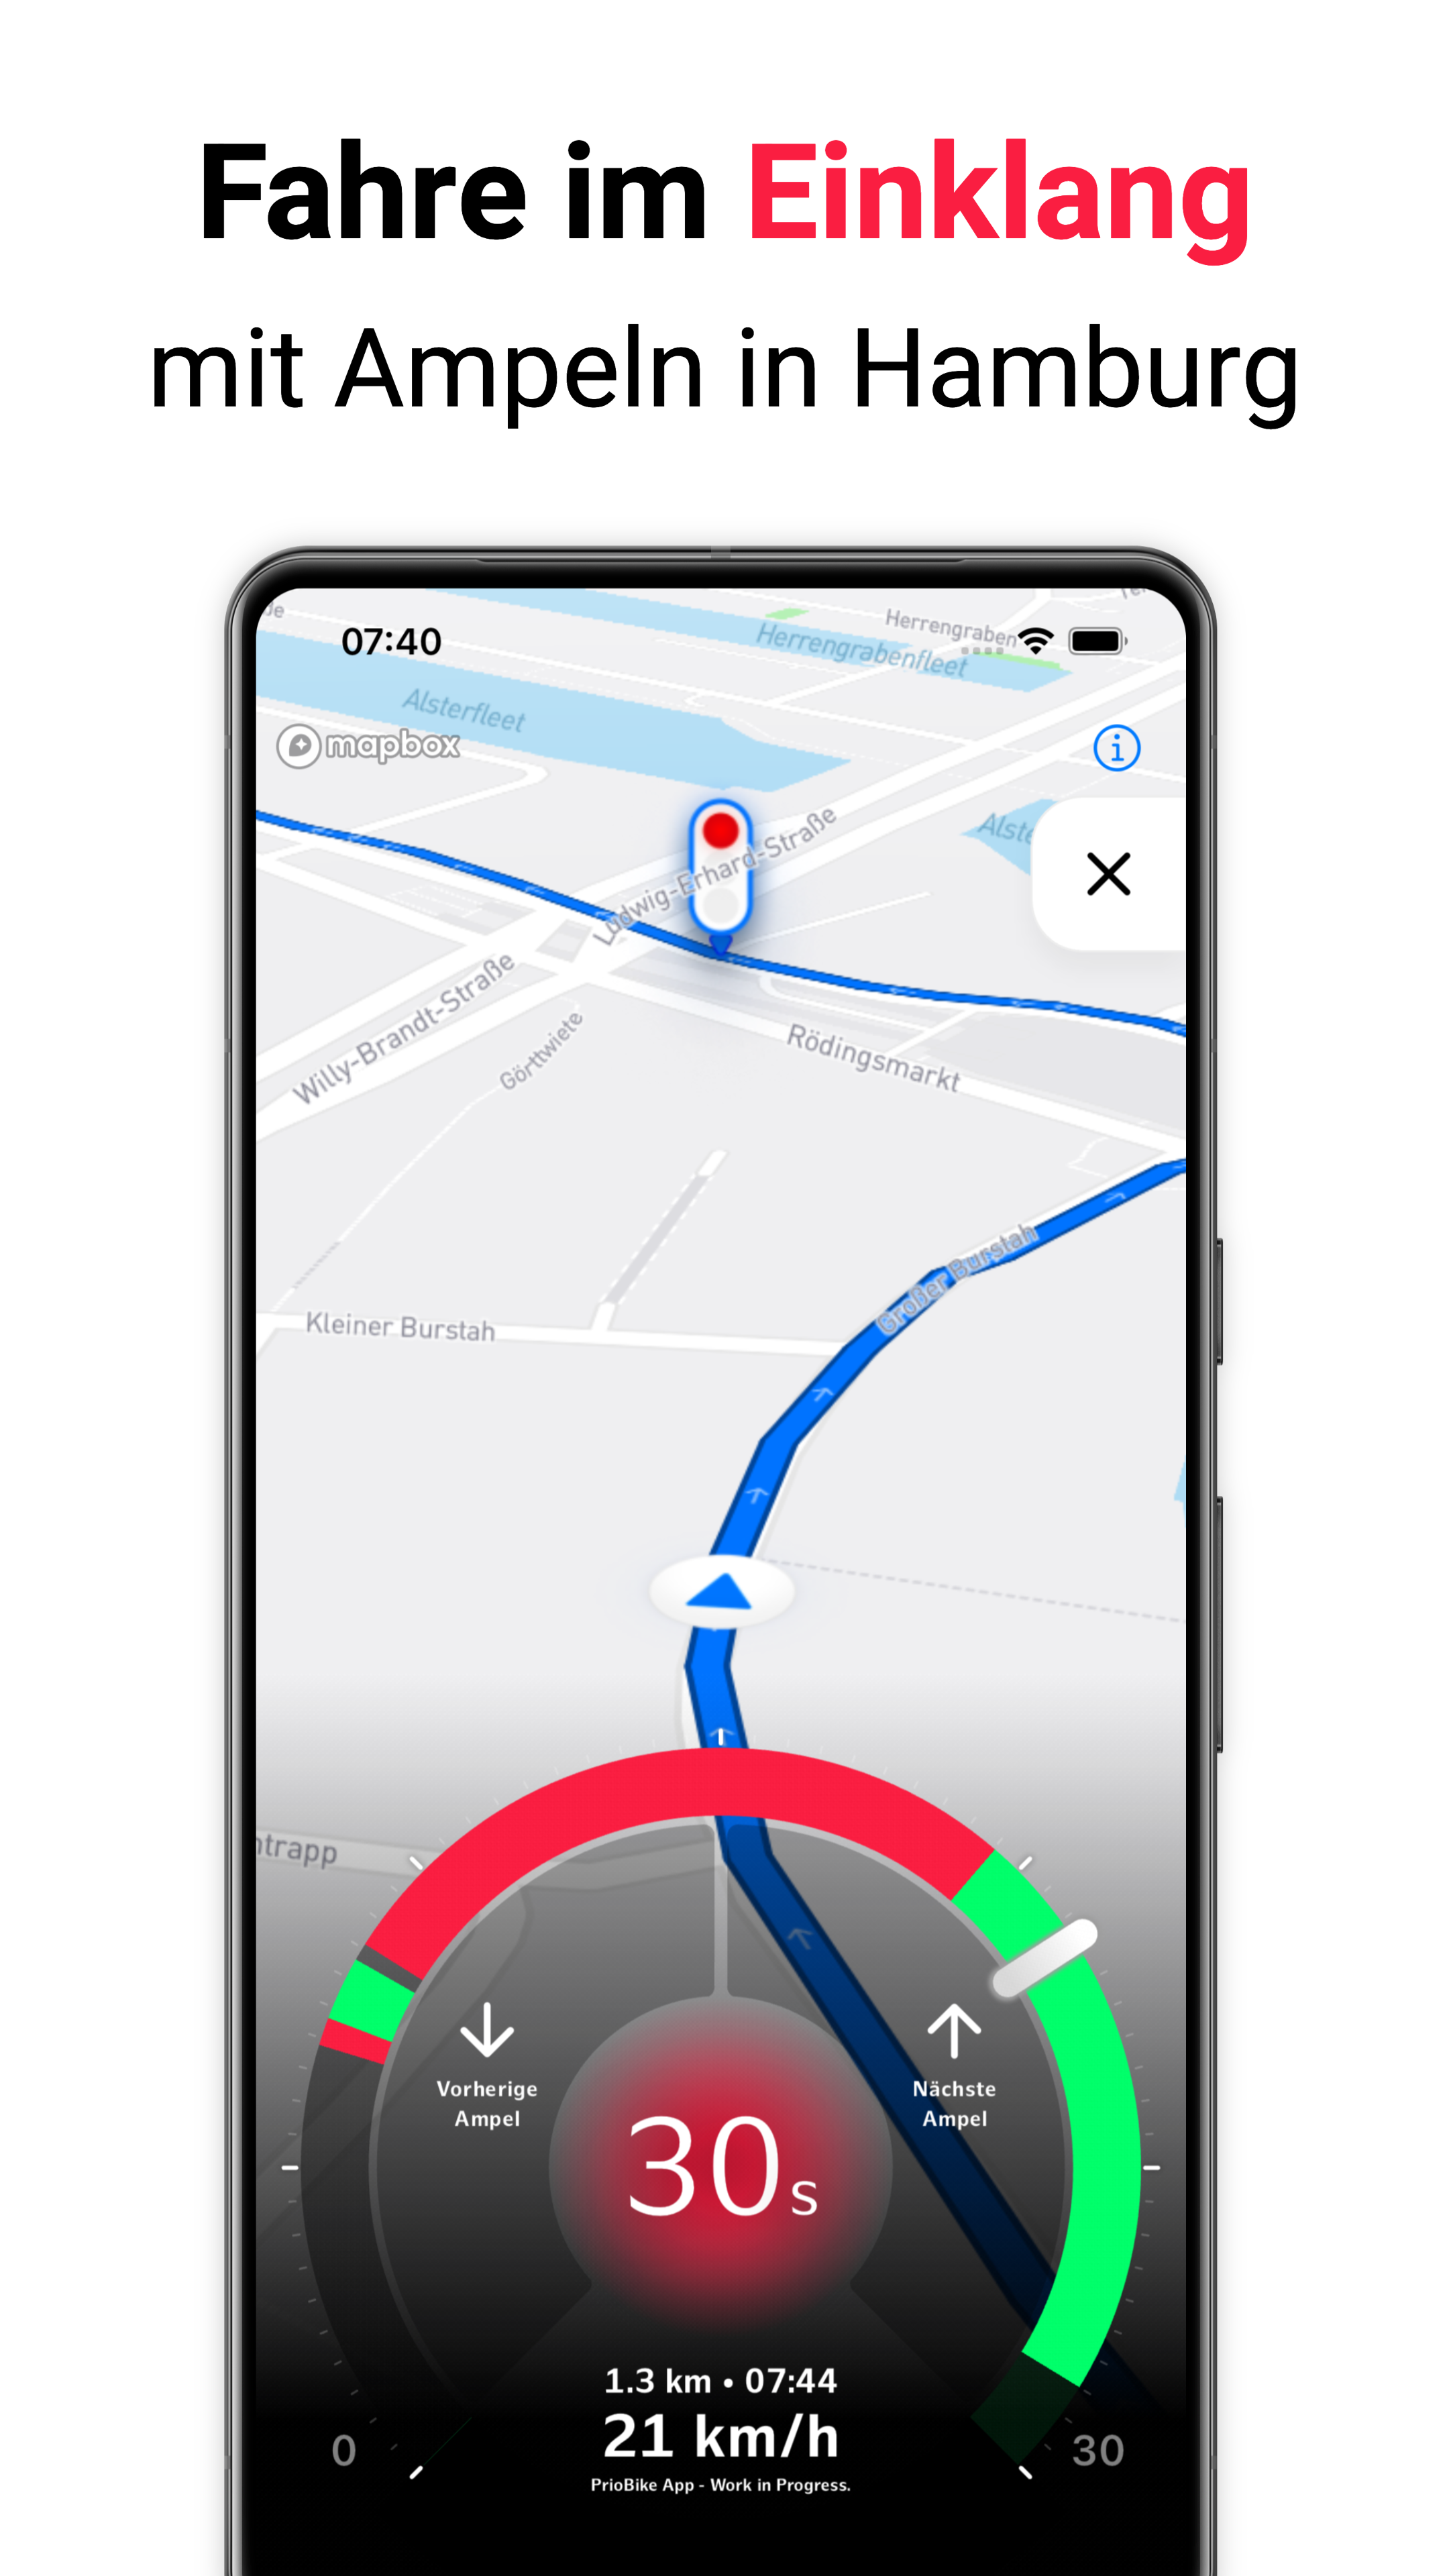 Fahre im Einklang
mit Ampeln in Hamburg
07:40
Herrengraben
Herrengrabenfleet
Alsterfleet
mapbox
Ludwig-Erhard-Straße
Willy-Brandt-Straße
Görttwiete
Rödingsmarkt
Großer Burstah
Kleiner Burstah
Vorherige
Ampel
Nächste
Ampel
30s
1.3 km • 07:44
21 km/h
0
30
PrioBike App - Work in Progress.